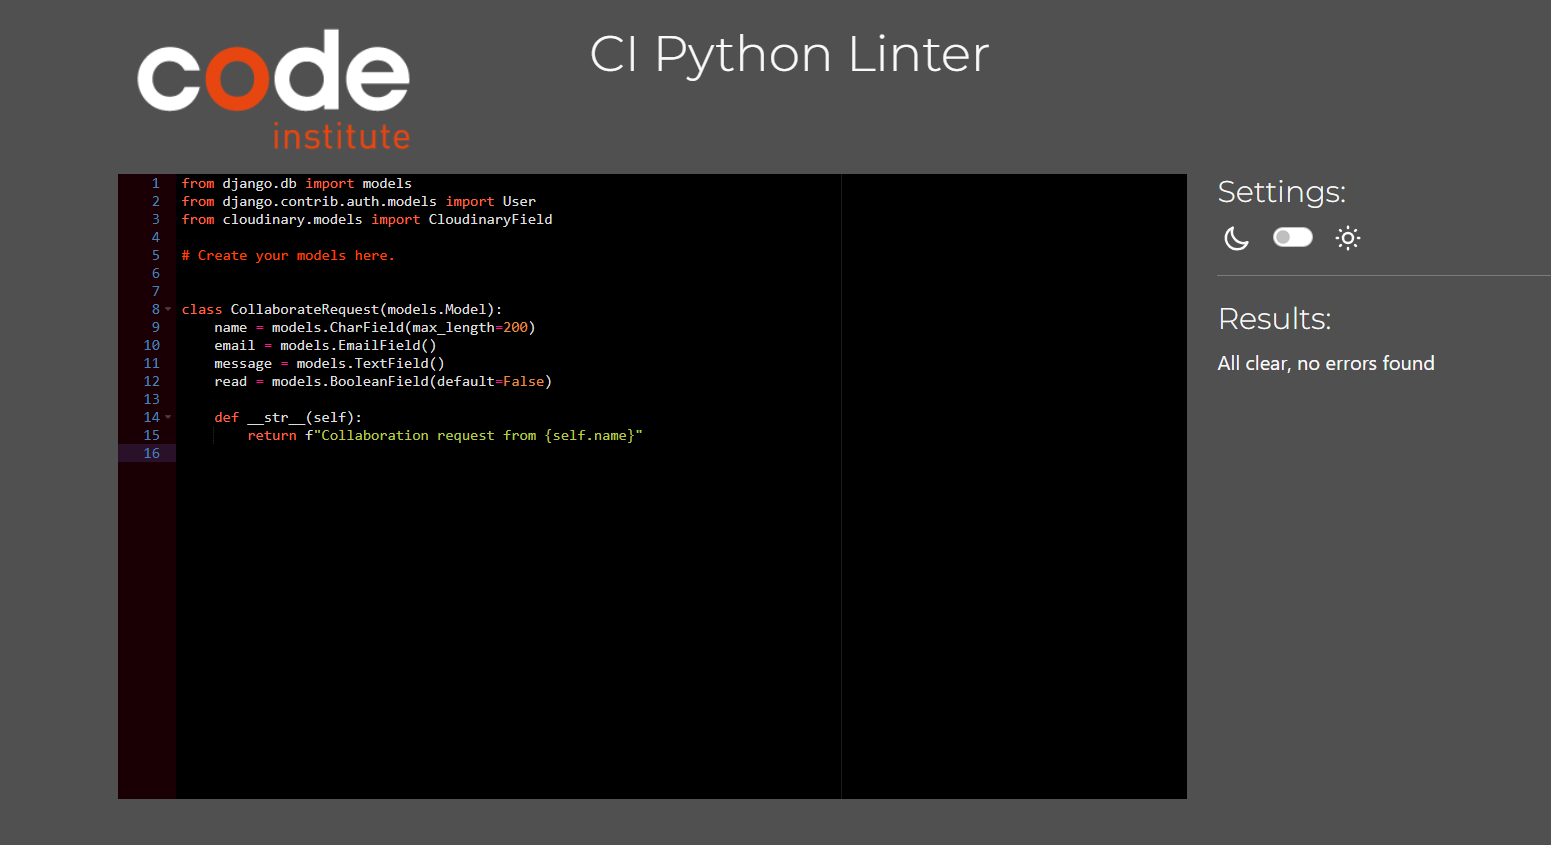 code
institute
CI Python Linter
1 from django.db import models
2 from django.contrib.auth.models import User
3 from cloudinary.models import CloudinaryField
4
5 # Create your models here.
6
7
8 class CollaborateRequest(models.Model):
9     name = models.CharField(max_length=200)
10     email = models.EmailField()
11     message = models.TextField()
12     read = models.BooleanField(default=False)
13
14     def __str__(self):
15         return f"Collaboration request from {self.name}"
16
Settings:
Results:
All clear, no errors found